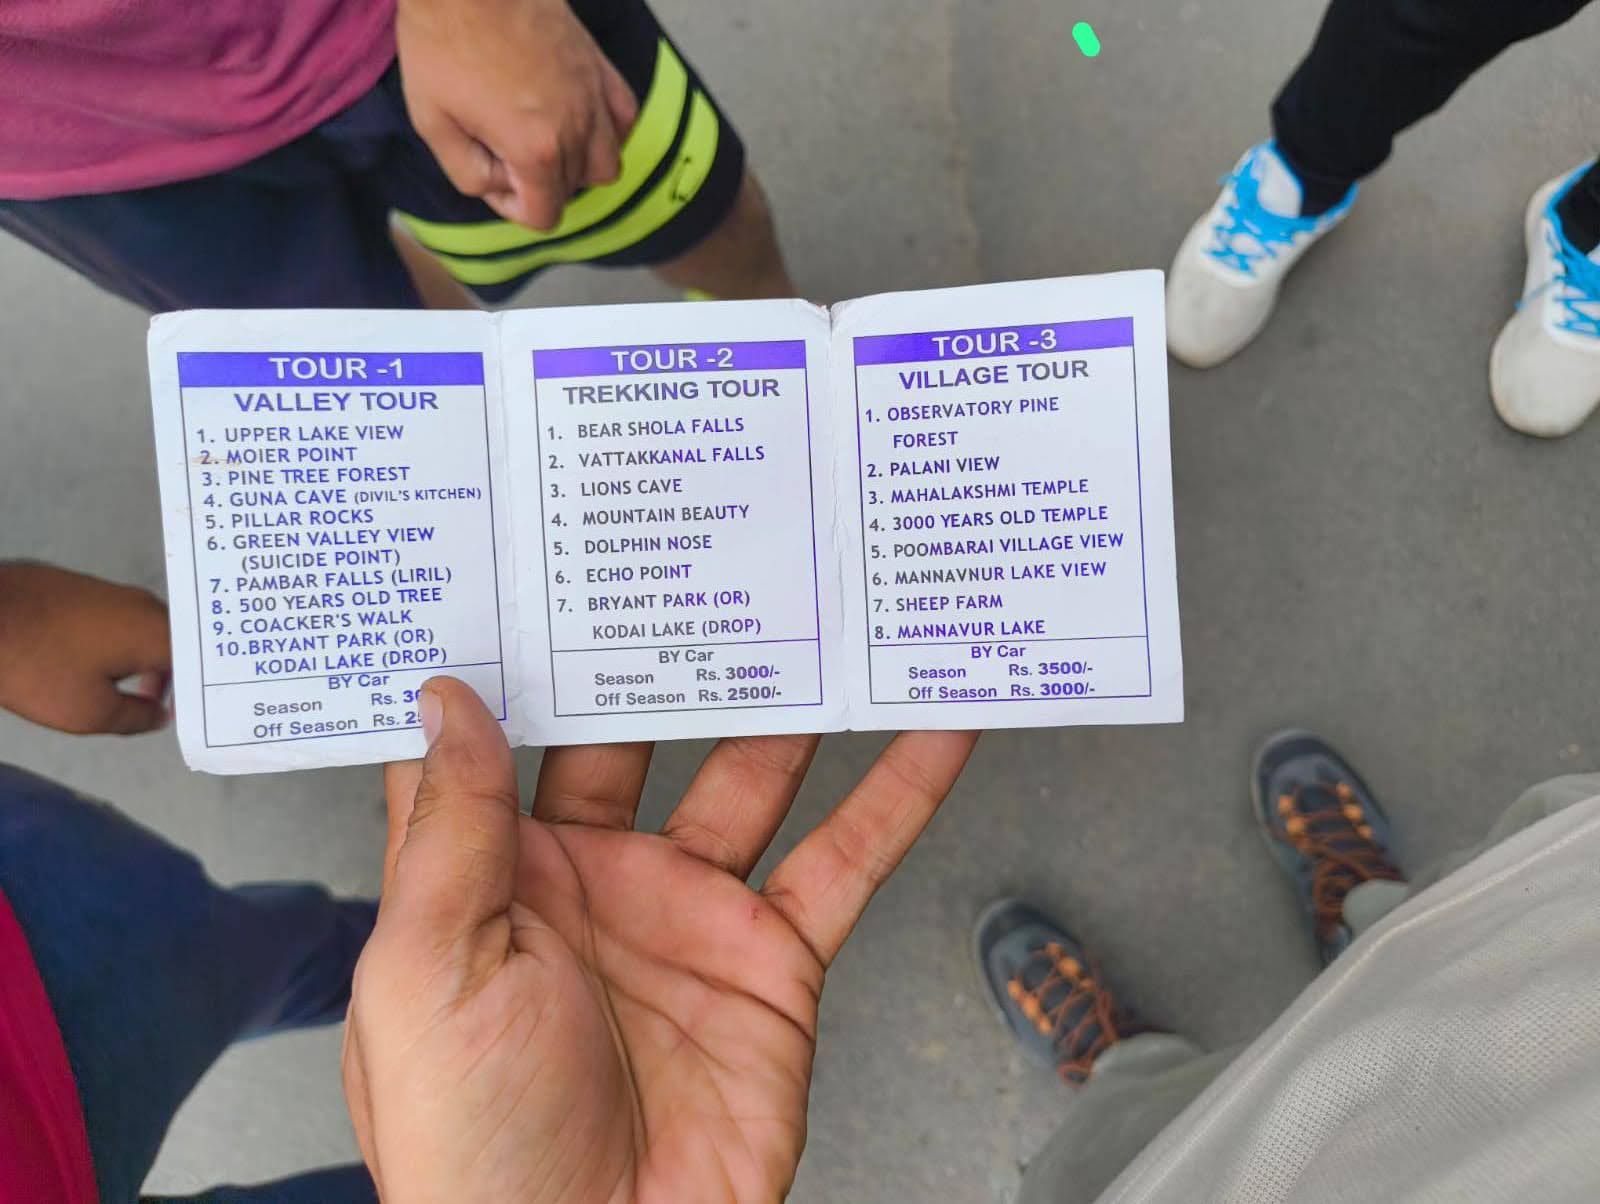 TOUR -1
VALLEY TOUR
1. UPPER LAKE VIEW
2. MOIER POINT
3. PINE TREE FOREST
4. GUNA CAVE (DIVIL'S KITCHEN)
5. PILLAR ROCKS
6. GREEN VALLEY VIEW
(SUICIDE POINT)
7. PAMBAR FALLS (LIRIL)
8. 500 YEARS OLD TREE
9. COACKER'S WALK
10.BRYANT PARK (OR)
KODAI LAKE (DROP)
BY Car
Season Rs.
Off Season Rs.
TOUR -2
TREKKING TOUR
1. BEAR SHOLA FALLS
2. VATTAKKANAL FALLS
3. LIONS CAVE
4. MOUNTAIN BEAUTY
5. DOLPHIN NOSE
6. ECHO POINT
7. BRYANT PARK (OR)
KODAI LAKE (DROP)
BY Car
Season Rs. 3000/-
Off Season Rs. 2500/-
TOUR -3
VILLAGE TOUR
1. OBSERVATORY PINE
FOREST
2. PALANI VIEW
3. MAHALAKSHMI TEMPLE
4. 3000 YEARS OLD TEMPLE
5. POOMBARAI VILLAGE VIEW
6. MANNAVNUR LAKE VIEW
7. SHEEP FARM
8. MANNAVUR LAKE
BY Car
Season Rs. 3500/-
Off Season Rs. 3000/-